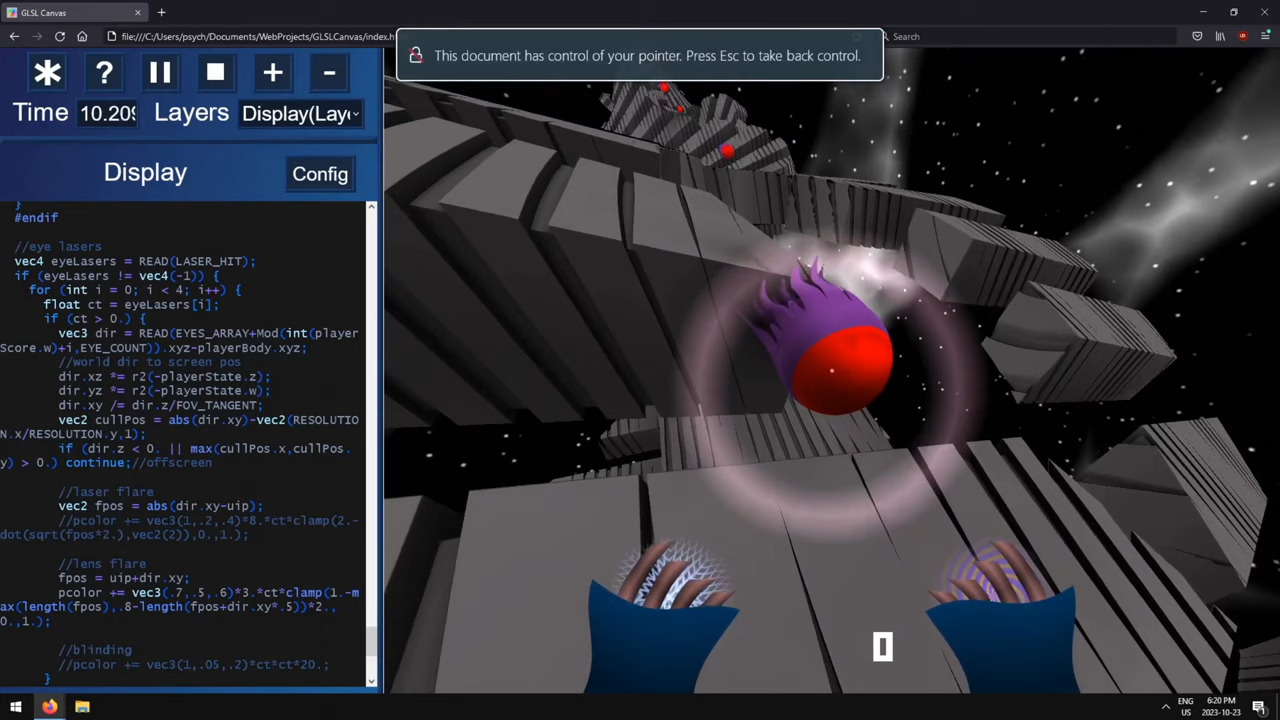 GLSL Canvas
file:///C:/Users/psych/Documents/WebProjects/GLSLCanvas/index.h
Search
This document has control of your pointer. Press Esc to take back control.
* ? + -
Time 10.209 Layers Display(Laye
Display Config
}
#endif
//eye lasers
vec4 eyeLasers = READ(LASER_HIT);
if (eyeLasers != vec4(-1)) {
for (int i = 0; i < 4; i++) {
float ct = eyeLasers[i];
if (ct > 0.) {
vec3 dir = READ(EYES_ARRAY+Mod(int(player
Score.w)+i,EYE_COUNT)).xyz-playerBody.xyz;
//world dir to screen pos
dir.xz *= r2(-playerState.z);
dir.yz *= r2(-playerState.w);
dir.xy /= dir.z/FOV_TANGENT;
vec2 cullPos = abs(dir.xy)-vec2(RESOLUTIO
N.x/RESOLUTION.y,1);
if (dir.z < 0. || max(cullPos.x,cullPos.
y) > 0.) continue;//offscreen
//laser flare
vec2 fpos = abs(dir.xy-uip);
//pcolor += vec3(1,.2,.4)*8.*ct*clamp(2.-
dot(sqrt(fpos*2.),vec2(2)),0.,1.);
//lens flare
fpos = uip+dir.xy;
pcolor += vec3(.7,.5,.6)*3.*ct*clamp(1.-m
ax(length(fpos),.8-length(fpos+dir.xy*.5))*2.,
0.,1.);
//blinding
//pcolor += vec3(1,.05,.2)*ct*ct*20.;
}
0
ENG
US
6:20 PM
2023-10-23